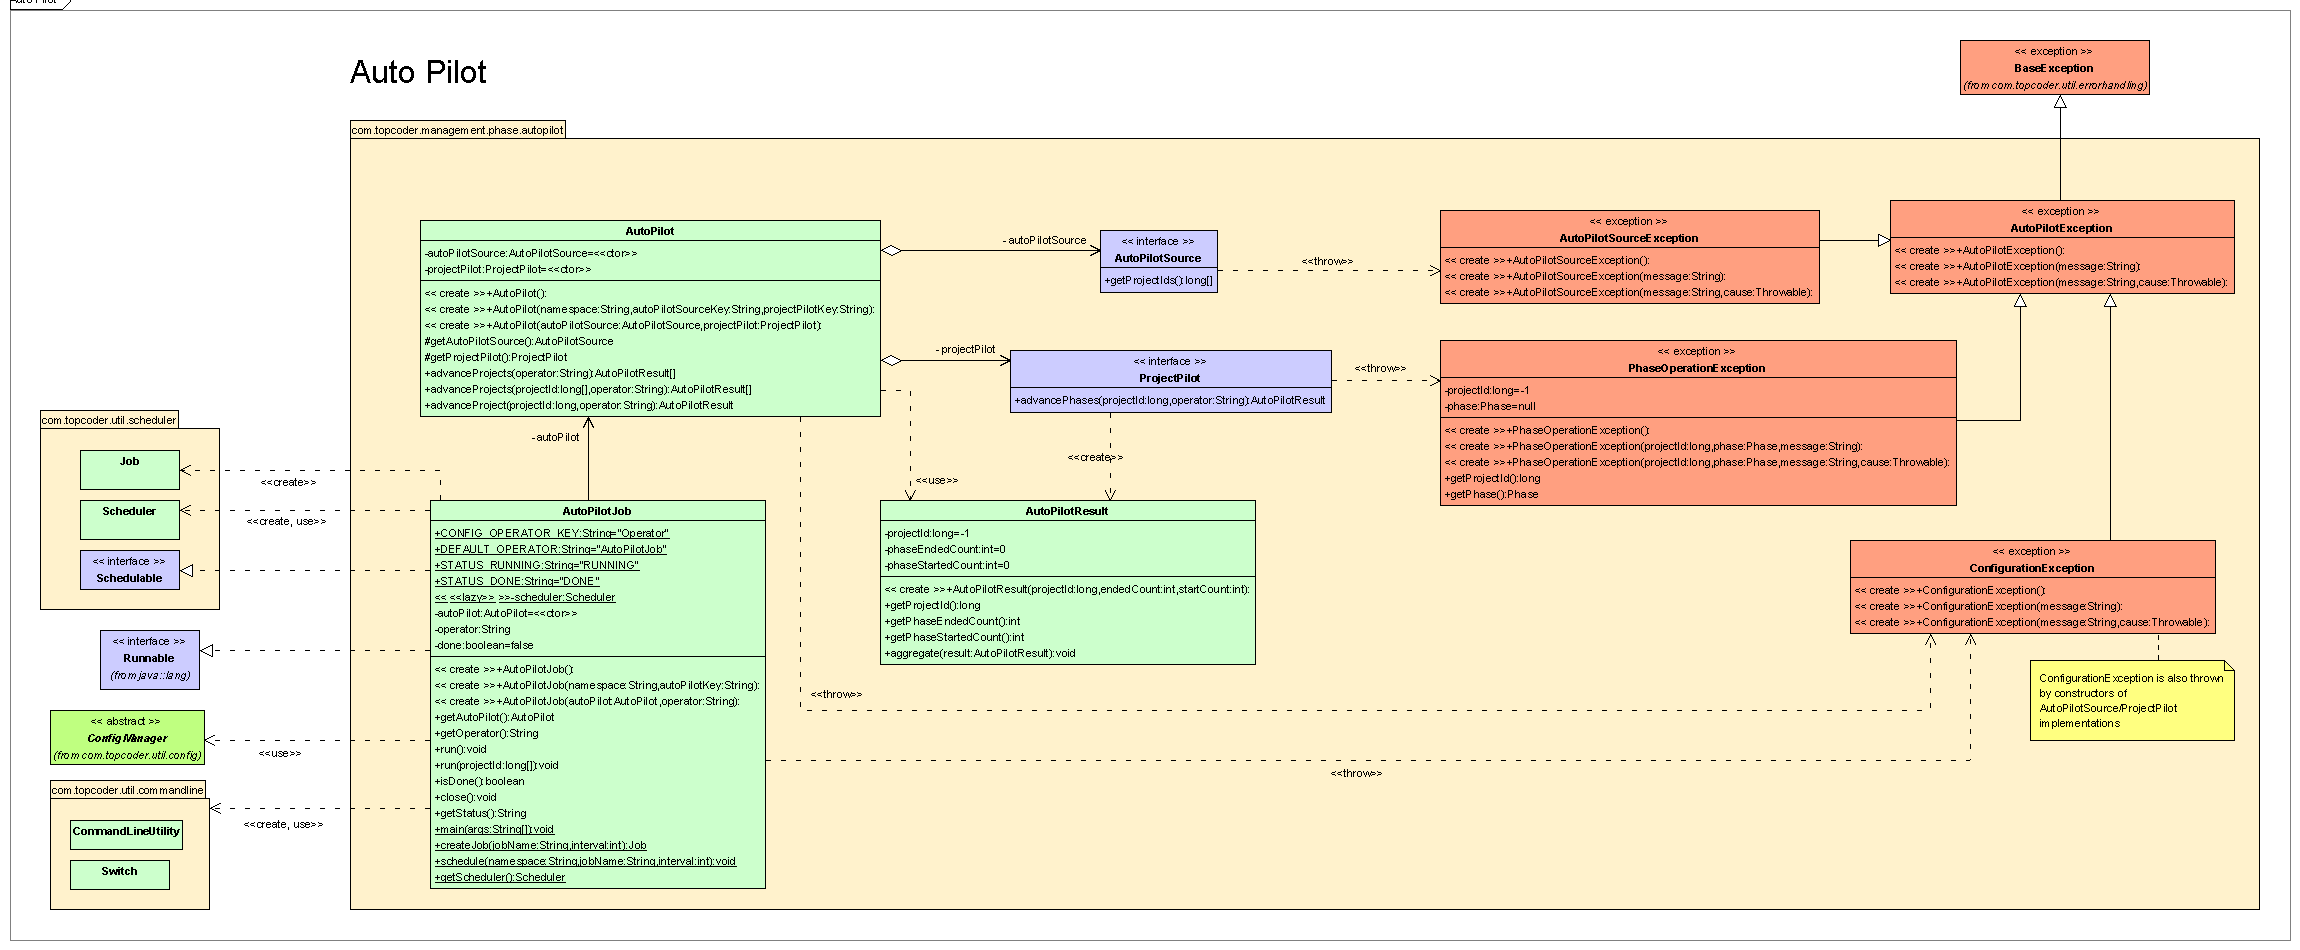 Auto Pilot
Auto Pilot
<< exception >>
BaseException
(from com.topcoder.util.errorhandling)
com.topcoder.management.phase.autopilot
AutoPilot
-autoPilotSource:AutoPilotSource=<<ctor>>
-projectPilot:ProjectPilot=<<ctor>>
<< create >>+AutoPilot():
<< create >>+AutoPilot(namespace:String,autoPilotSourceKey:String,projectPilotKey:String):
<< create >>+AutoPilot(autoPilotSource:AutoPilotSource,projectPilot:ProjectPilot):
#getAutoPilotSource():AutoPilotSource
#getProjectPilot():ProjectPilot
+advanceProjects(operator:String):AutoPilotResult[]
+advanceProjects(projectId:long[],operator:String):AutoPilotResult[]
+advanceProject(projectId:long,operator:String):AutoPilotResult
-autoPilotSource
<< interface >>
AutoPilotSource
+getProjectIds():long[]
<<throw>>
<< exception >>
AutoPilotSourceException
<< create >>+AutoPilotSourceException():
<< create >>+AutoPilotSourceException(message:String):
<< create >>+AutoPilotSourceException(message:String,cause:Throwable):
<< exception >>
AutoPilotException
<< create >>+AutoPilotException():
<< create >>+AutoPilotException(message:String):
<< create >>+AutoPilotException(message:String,cause:Throwable):
-projectPilot
<< interface >>
ProjectPilot
+advancePhases(projectId:long,operator:String):AutoPilotResult
<<throw>>
<< exception >>
PhaseOperationException
-projectId:long=-1
-phase:Phase=null
<< create >>+PhaseOperationException():
<< create >>+PhaseOperationException(projectId:long,phase:Phase,message:String):
<< create >>+PhaseOperationException(projectId:long,phase:Phase,message:String,cause:Throwable):
+getProjectId():long
+getPhase():Phase
com.topcoder.util.scheduler
Job
Scheduler
<< interface >>
Schedulable
<<create>>
<<create, use>>
-autoPilot
<<use>>
<<create>>
AutoPilotJob
+CONFIG_OPERATOR_KEY:String="Operator"
+DEFAULT_OPERATOR:String="AutoPilotJob"
+STATUS_RUNNING:String="RUNNING"
+STATUS_DONE:String="DONE"
<< <<lazy>> >>-scheduler:Scheduler
-autoPilot:AutoPilot=<<ctor>>
-operator:String
-done:boolean=false
<< create >>+AutoPilotJob():
<< create >>+AutoPilotJob(namespace:String,autoPilotKey:String):
<< create >>+AutoPilotJob(autoPilot:AutoPilot,operator:String):
+getAutoPilot():AutoPilot
+getOperator():String
+run():void
+run(projectId:long[]):void
+isDone():boolean
+close():void
+getStatus():String
+main(args:String[]):void
+createJob(jobName:String,interval:int):Job
+schedule(namespace:String,jobName:String,interval:int):void
+getScheduler():Scheduler
AutoPilotResult
-projectId:long=-1
-phaseEndedCount:int=0
-phaseStartedCount:int=0
<< create >>+AutoPilotResult(projectId:long,endedCount:int,startCount:int):
+getProjectId():long
+getPhaseEndedCount():int
+getPhaseStartedCount():int
+aggregate(result:AutoPilotResult):void
<< exception >>
ConfigurationException
<< create >>+ConfigurationException():
<< create >>+ConfigurationException(message:String):
<< create >>+ConfigurationException(message:String,cause:Throwable):
ConfigurationException is also thrown
by constructors of
AutoPilotSource/ProjectPilot
implementations
<<throw>>
<<throw>>
<< interface >>
Runnable
(from java::lang)
<< abstract >>
ConfigManager
(from com.topcoder.util.config)
<<use>>
com.topcoder.util.commandline
CommandLineUtility
Switch
<<create, use>>